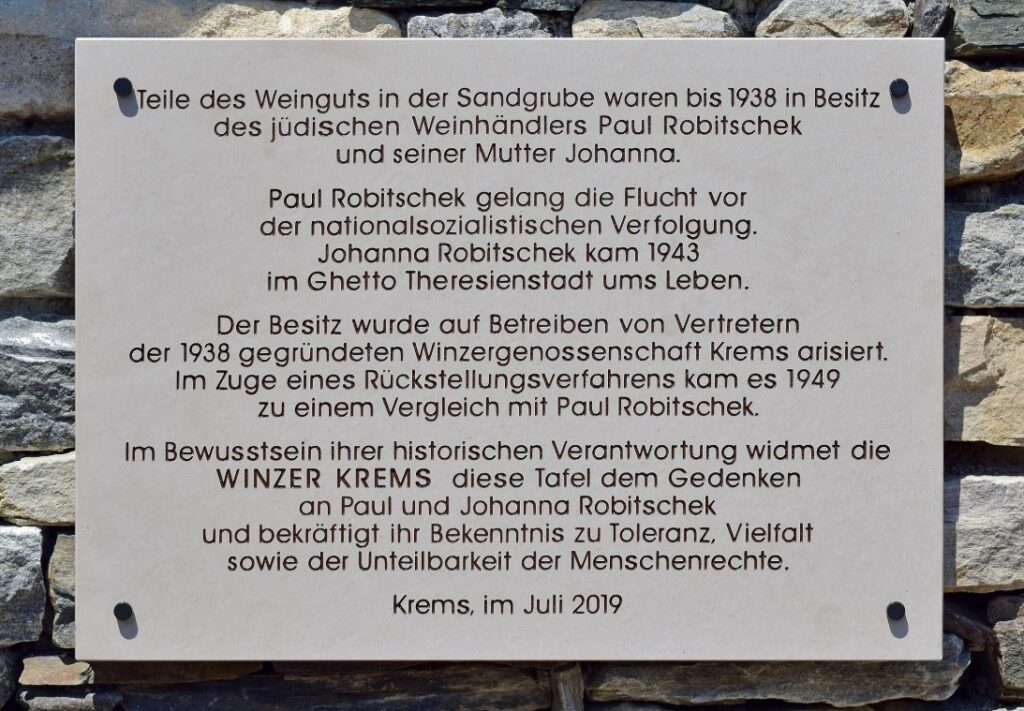 Teile des Weinguts in der Sandgrube waren bis 1938 in Besitz
des jüdischen Weinhändlers Paul Robitschek
und seiner Mutter Johanna.
Paul Robitschek gelang die Flucht vor
der nationalsozialistischen Verfolgung.
Johanna Robitschek kam 1943
im Ghetto Theresienstadt ums Leben.
Der Besitz wurde auf Betreiben von Vertretern
der 1938 gegründeten Winzergenossenschaft Krems arisiert.
Im Zuge eines Rückstellungsverfahrens kam es 1949
zu einem Vergleich mit Paul Robitschek.
Im Bewusstsein ihrer historischen Verantwortung widmet die
WINZER KREMS diese Tafel dem Gedenken
an Paul und Johanna Robitschek
und bekräftigt ihr Bekenntnis zu Toleranz, Vielfalt
sowie der Unteilbarkeit der Menschenrechte.
Krems, im Juli 2019